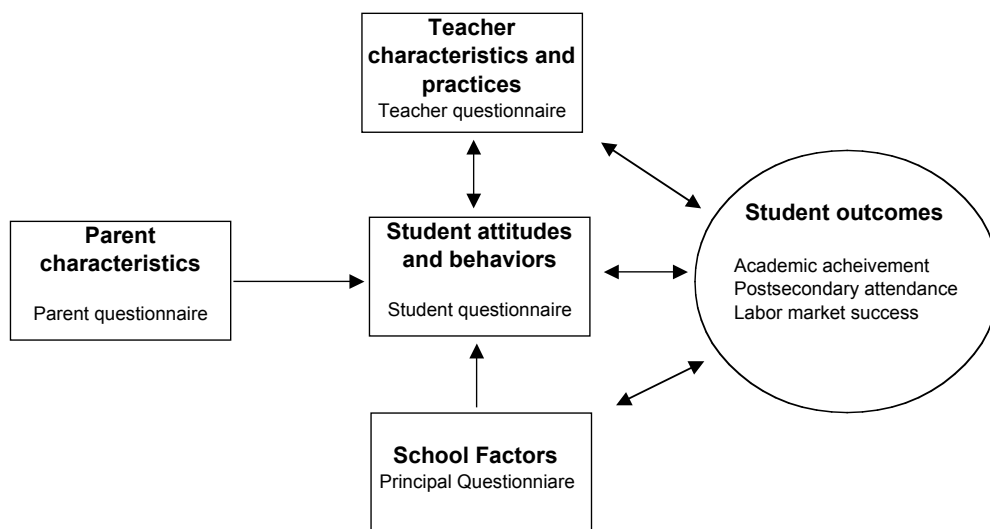 Teacher
characteristics and
practices
Teacher questionnaire
Parent
characteristics
Parent questionnaire
Student attitudes
and behaviors
Student questionnaire
Student outcomes
Academic acheivement
Postsecondary attendance
Labor market success
School Factors
Principal Questionniare